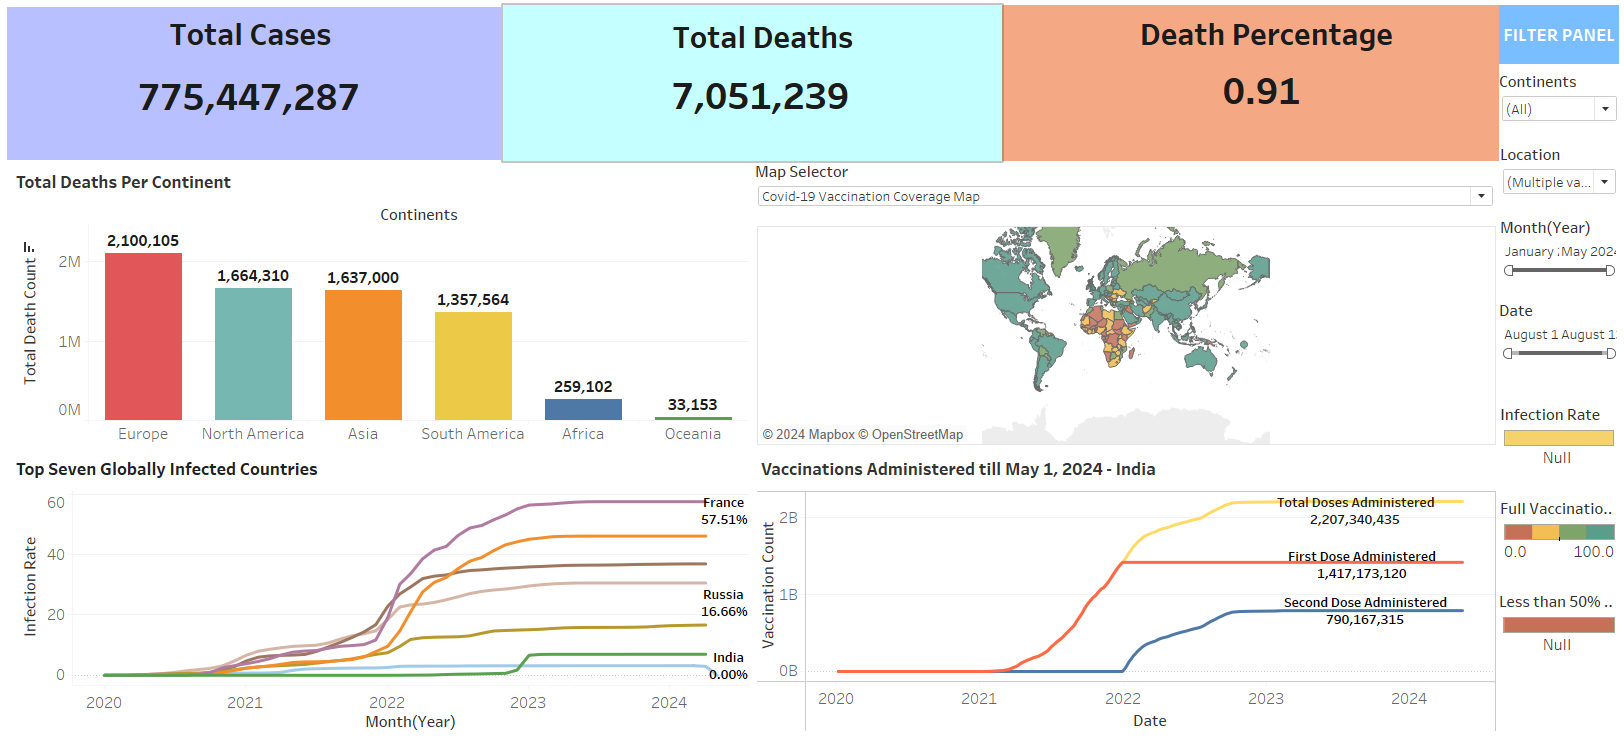 Total Cases
775,447,287
Total Deaths
7,051,239
Death Percentage
0.91
FILTER PANEL
Continents
(All)
Location
(Multiple va...
Month(Year)
January :May 2024
Date
August 1 August 1:
Infection Rate
Null
Full Vaccinatio..
0.0 100.0
Less than 50% ..
Null
Total Deaths Per Continent
Continents
Total Death Count
2M
1M
0M
2,100,105
1,664,310
1,637,000
1,357,564
259,102
33,153
Europe North America Asia South America Africa Oceania
Map Selector
Covid-19 Vaccination Coverage Map
© 2024 Mapbox © OpenStreetMap
Top Seven Globally Infected Countries
Infection Rate
60
40
20
0
France
57.51%
Russia
16.66%
India
0.00%
2020 2021 2022 2023 2024
Month(Year)
Vaccinations Administered till May 1, 2024 - India
Vaccination Count
2B
1B
0B
Total Doses Administered
2,207,340,435
First Dose Administered
1,417,173,120
Second Dose Administered
790,167,315
2020 2021 2022 2023 2024
Date